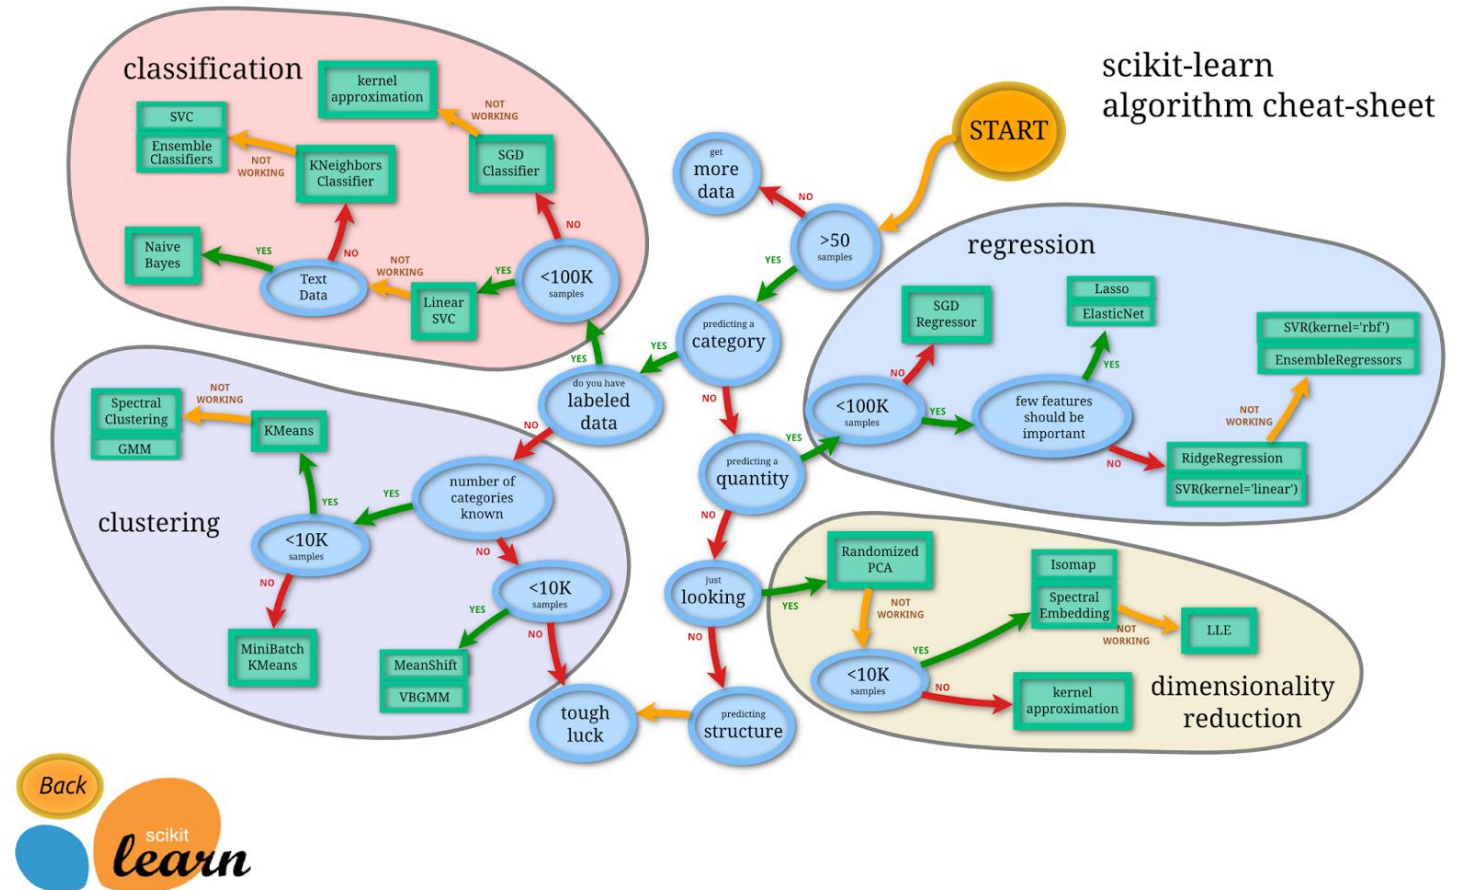 scikit-learn
algorithm cheat-sheet
START
classification
kernel
approximation
NOT
WORKING
SVC
Ensemble
Classifiers
NOT
WORKING
KNeighbors
Classifier
SGD
Classifier
NO
Naive
Bayes
YES
Text
Data
NO
NOT
WORKING
Linear
SVC
YES
<100K
samples
get
more
data
NO
>50
samples
YES
predicting a
category
YES
YES
do you have
labeled
data
NO
NO
predicting a
quantity
YES
NO
just
looking
YES
NO
predicting
structure
tough
luck
regression
SGD
Regressor
NO
<100K
samples
YES
Lasso
ElasticNet
YES
few features
should be
important
NO
SVR(kernel='rbf')
EnsembleRegressors
NOT
WORKING
RidgeRegression
SVR(kernel='linear')
clustering
Spectral
Clustering
GMM
NOT
WORKING
KMeans
YES
<10K
samples
NO
MiniBatch
KMeans
YES
number of
categories
known
NO
<10K
samples
YES
NO
MeanShift
VBGMM
Randomized
PCA
NOT
WORKING
<10K
samples
YES
NO
Isomap
Spectral
Embedding
NOT
WORKING
LLE
kernel
approximation
dimensionality
reduction
Back
scikit
learn